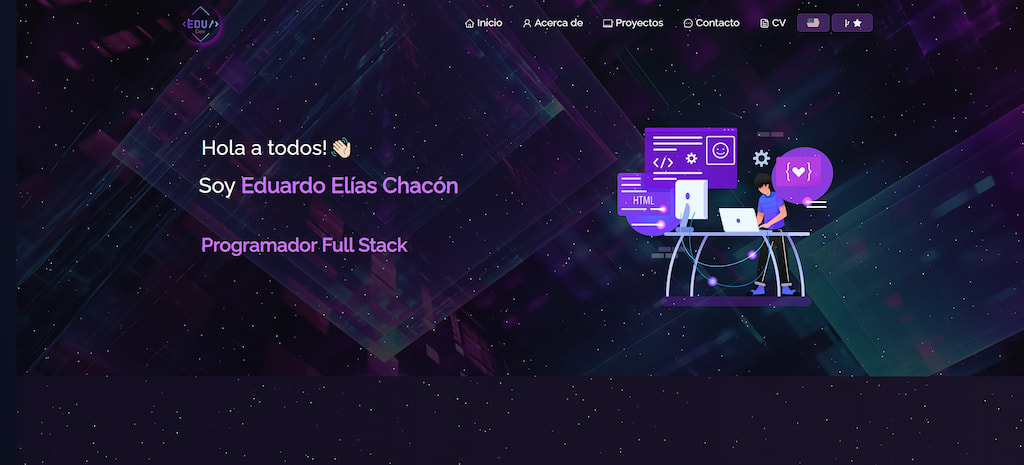 <EDU/>
Dev
Inicio
Acerca de
Proyectos
Contacto
CV
Hola a todos! 👋🏻
Soy Eduardo Elías Chacón
Programador Full Stack
</>
HTML
{♥}